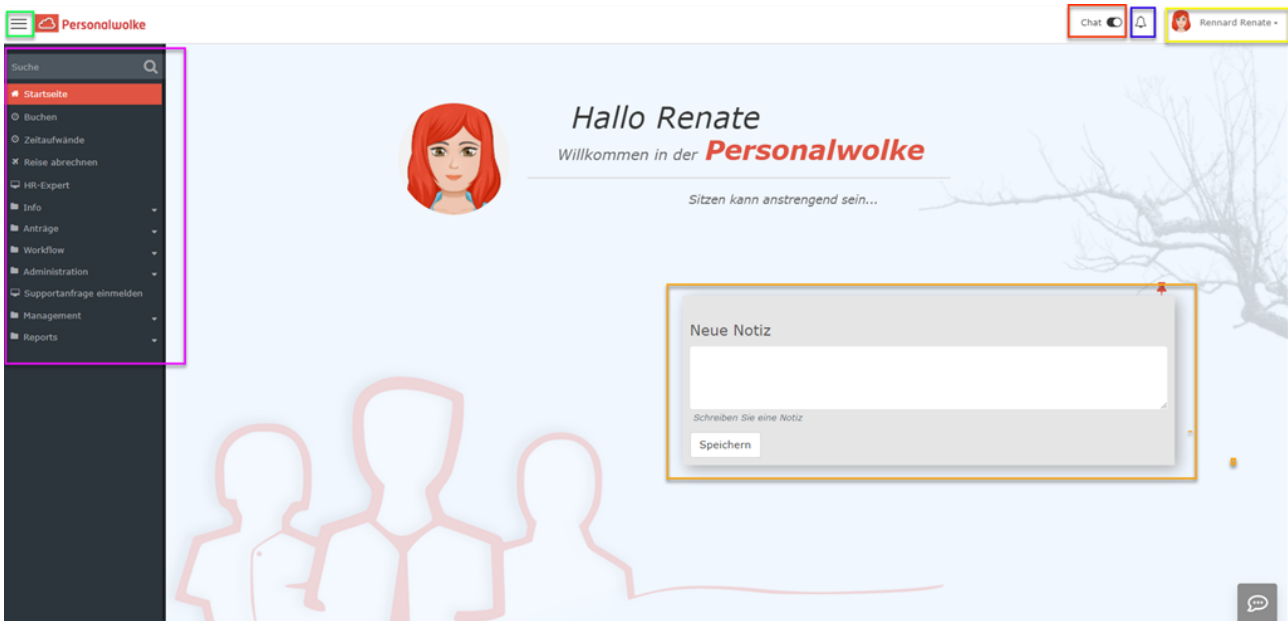 Personalwolke
Chat
Rennard Renate
Suche
Startseite
Buchen
Zeitaufwände
Reise abrechnen
HR-Expert
Info
Anträge
Workflow
Administration
Supportanfrage einmelden
Management
Reports
Hallo Renate
Willkommen in der Personalwolke
Sitzen kann anstrengend sein...
Neue Notiz
Schreiben Sie eine Notiz
Speichern